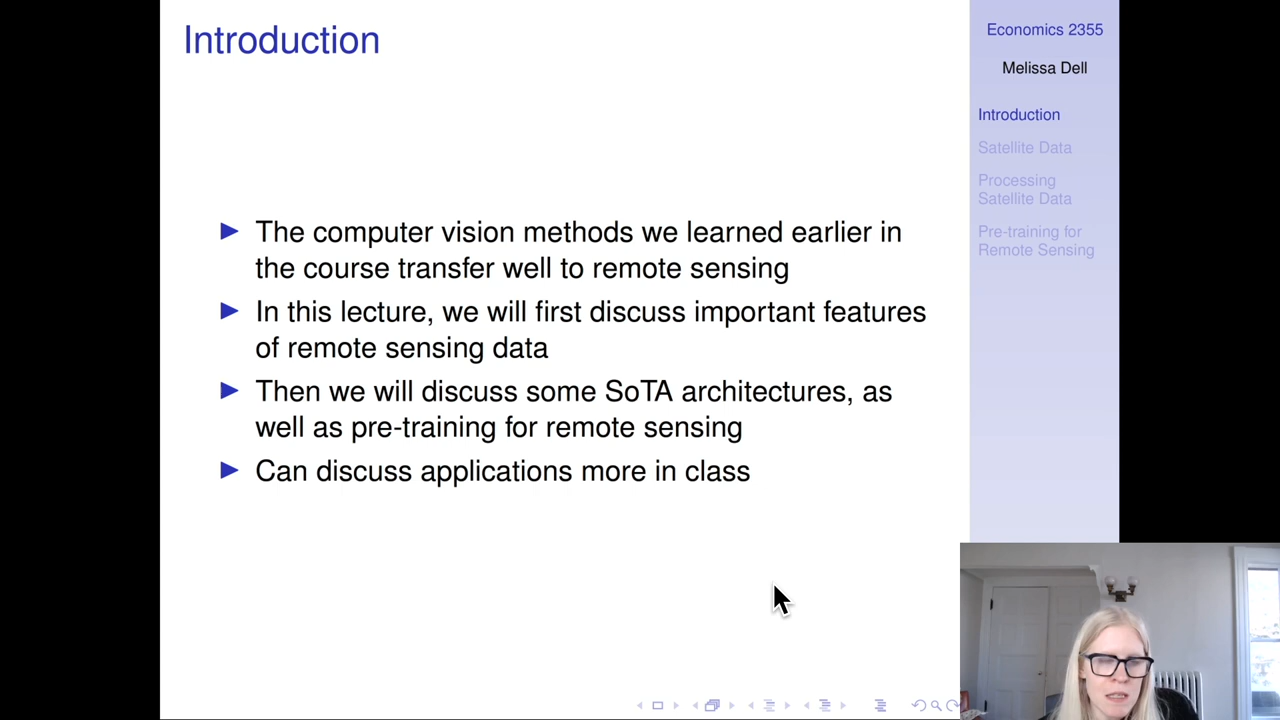 Introduction
The computer vision methods we learned earlier in
the course transfer well to remote sensing
In this lecture, we will first discuss important features
of remote sensing data
Then we will discuss some SoTA architectures, as
well as pre-training for remote sensing
Can discuss applications more in class
Economics 2355
Melissa Dell
Introduction
Satellite Data
Processing
Satellite Data
Pre-training for
Remote Sensing